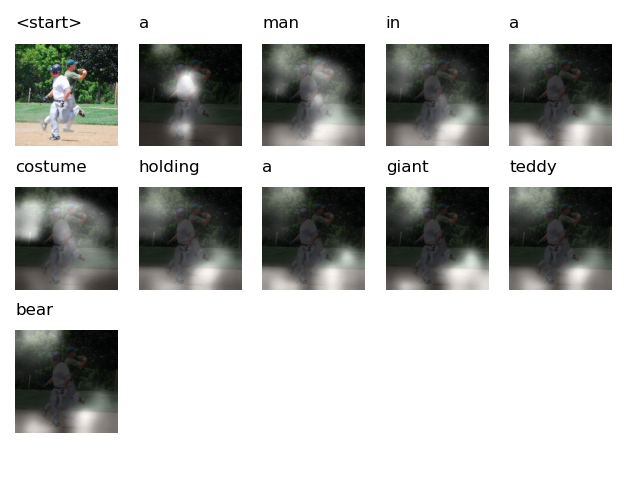 <start> a man in a
costume holding a giant teddy
bear